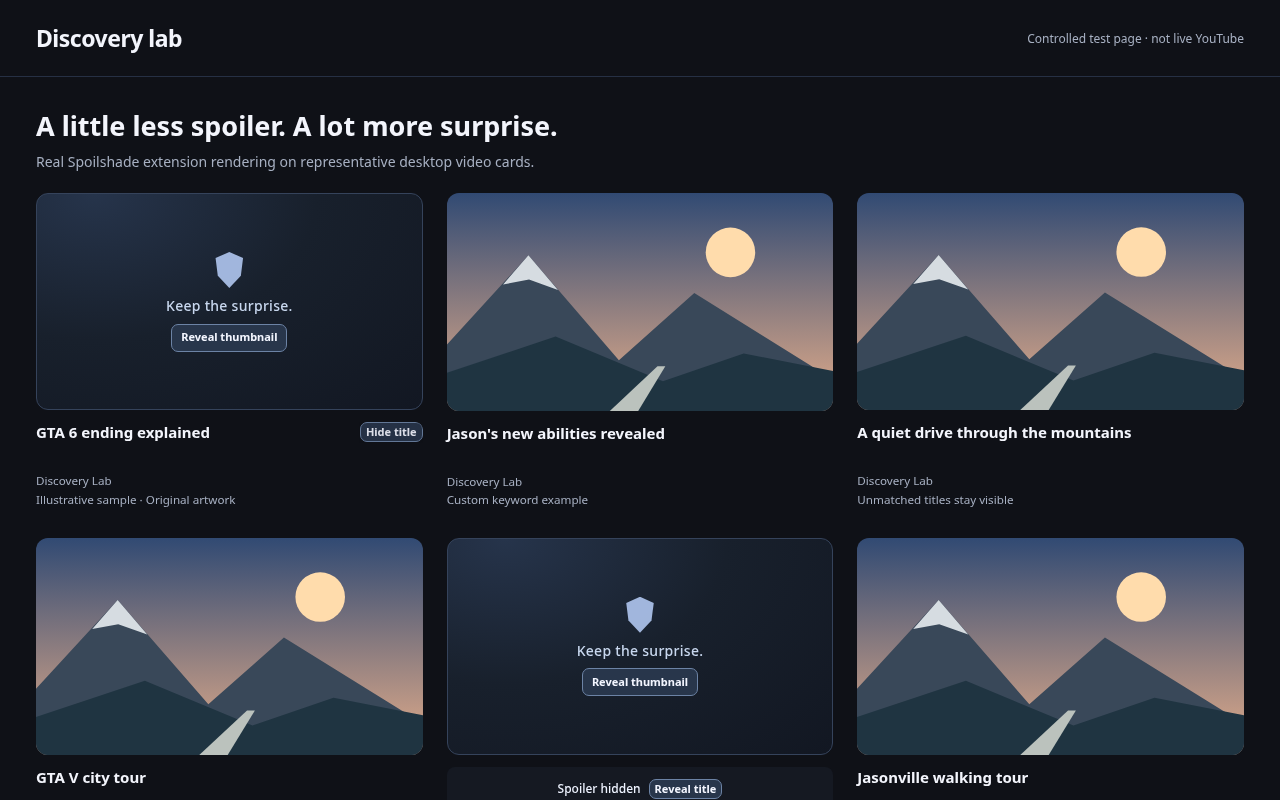 Discovery lab
Controlled test page · not live YouTube
A little less spoiler. A lot more surprise.
Real Spoilshade extension rendering on representative desktop video cards.
Keep the surprise.
Reveal thumbnail
GTA 6 ending explained
Hide title
Discovery Lab
Illustrative sample · Original artwork
Jason's new abilities revealed
Discovery Lab
Custom keyword example
A quiet drive through the mountains
Discovery Lab
Unmatched titles stay visible
GTA V city tour
Keep the surprise.
Reveal thumbnail
Spoiler hidden
Reveal title
Jasonville walking tour